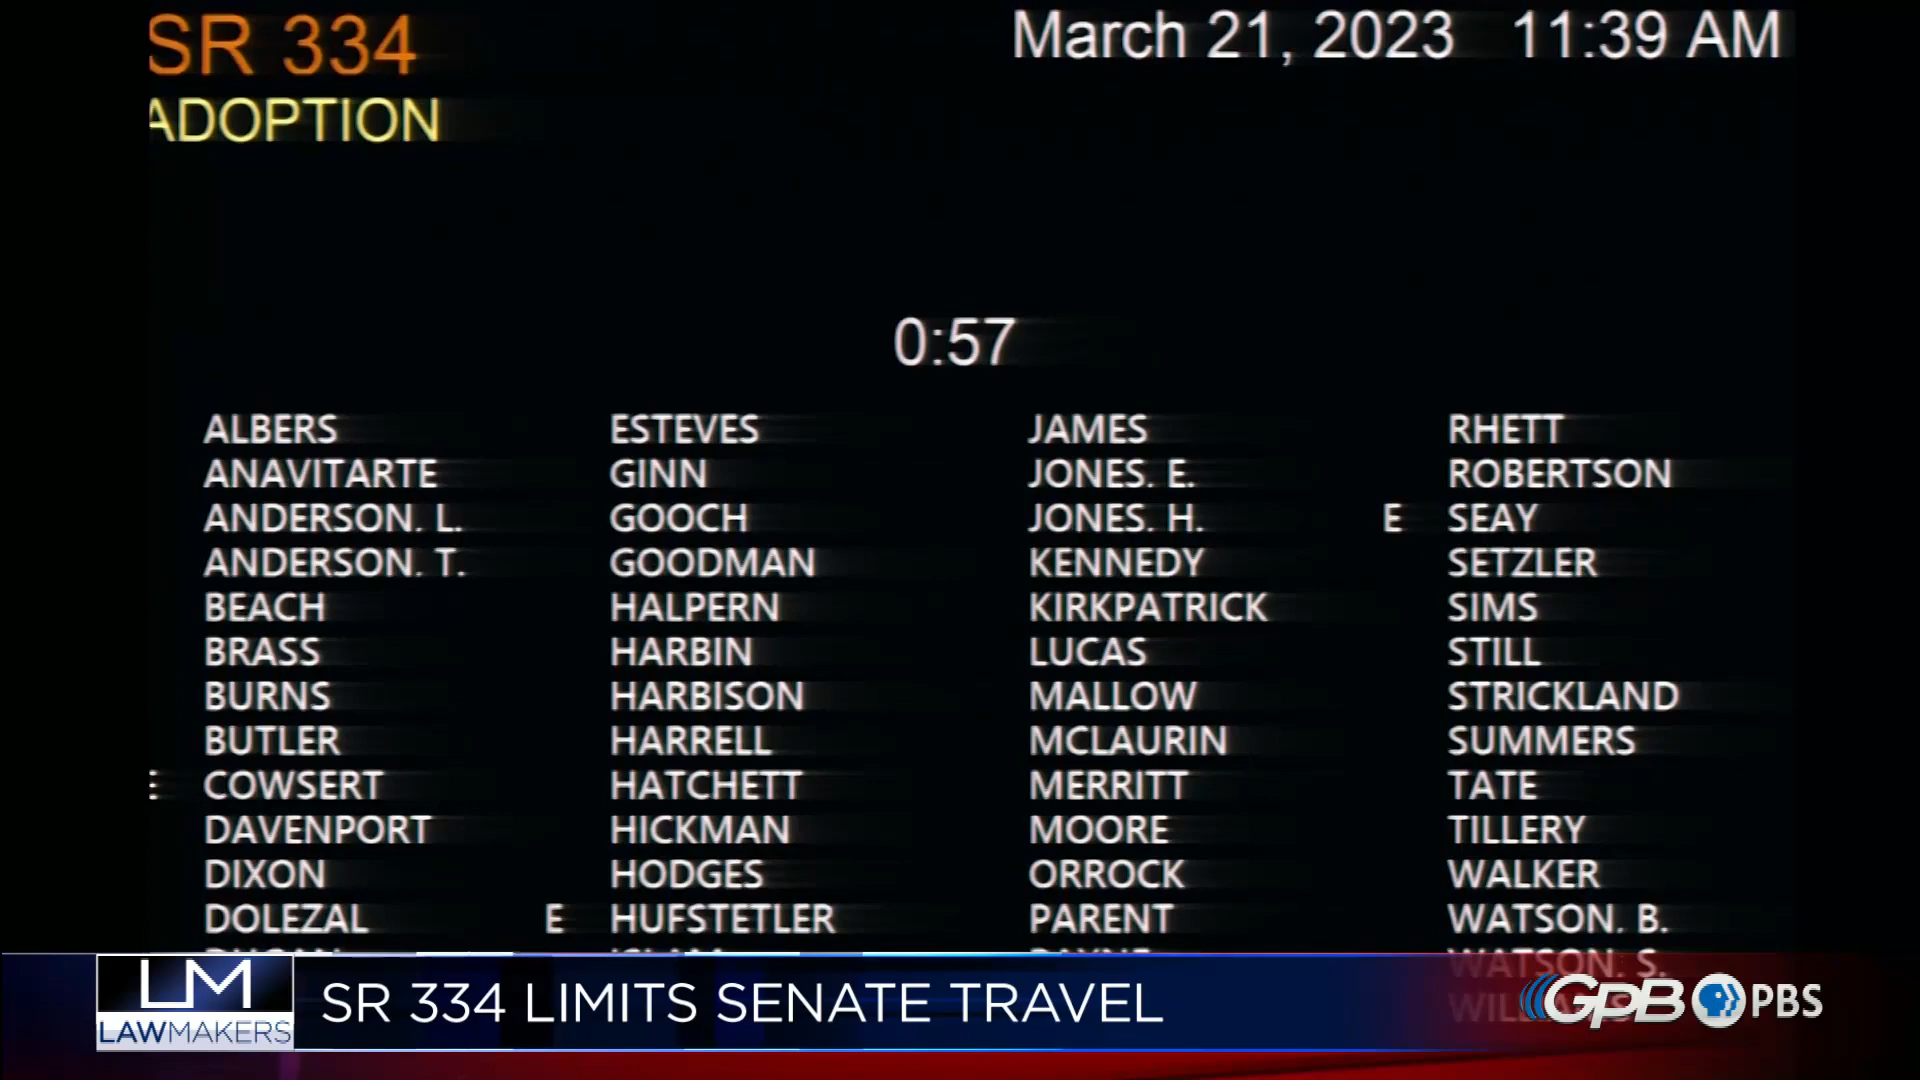 SR 334
March 21, 2023 11:39 AM
ADOPTION
0:57
ALBERS ESTEVES JAMES RHETT
ANAVITARTE GINN JONES. E. ROBERTSON
ANDERSON. L. GOOCH JONES. H. E SEAY
ANDERSON. T. GOODMAN KENNEDY SETZLER
BEACH HALPERN KIRKPATRICK SIMS
BRASS HARBIN LUCAS STILL
BURNS HARBISON MALLOW STRICKLAND
BUTLER HARRELL MCLAURIN SUMMERS
E COWSERT HATCHETT MERRITT TATE
DAVENPORT HICKMAN MOORE TILLERY
DIXON HODGES ORROCK WALKER
DOLEZAL E HUFSTETLER PARENT WATSON. B.
WATSON. S.
LM
LAWMAKERS
SR 334 LIMITS SENATE TRAVEL
GPB PBS